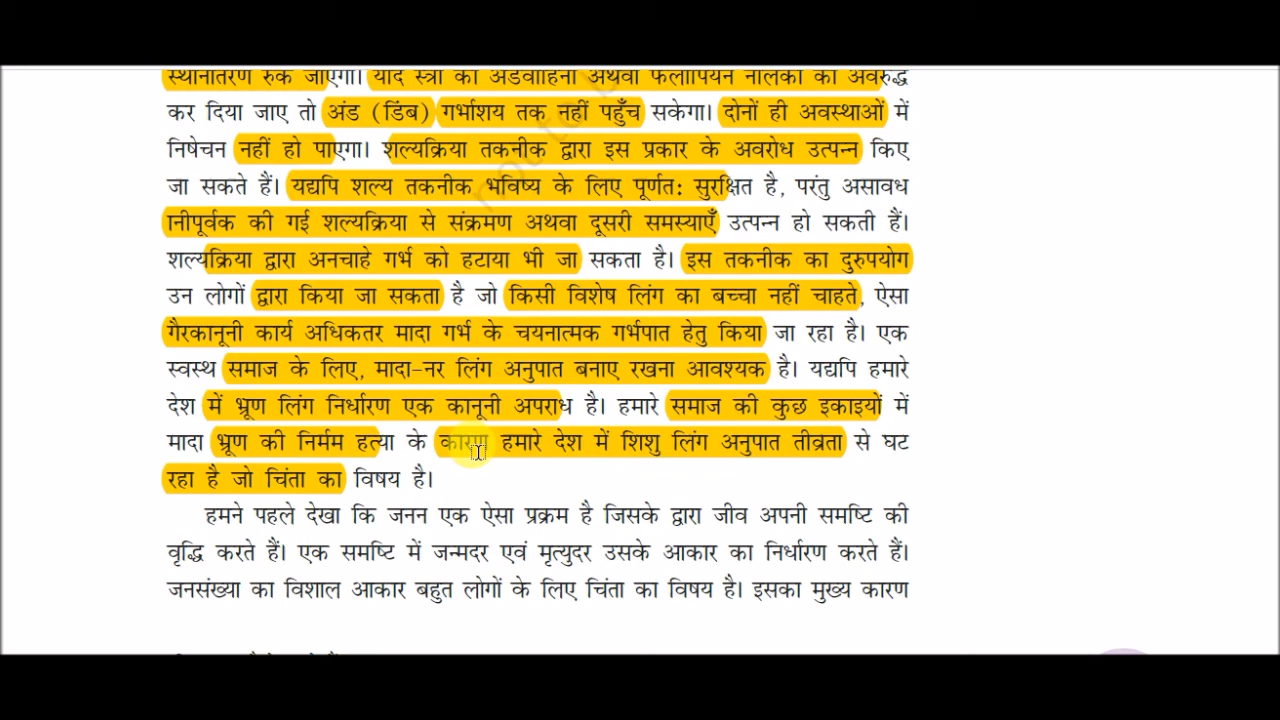 स्थानांतरण रुक जाएगा। यदि स्त्री की अंडवाहिनी अथवा फेलोपियन नलिका को अवरुद्ध
कर दिया जाए तो अंड (डिंब) गर्भाशय तक नहीं पहुँच सकेगा। दोनों ही अवस्थाओं में
निषेचन नहीं हो पाएगा। शल्यक्रिया तकनीक द्वारा इस प्रकार के अवरोध उत्पन्न किए
जा सकते हैं। यद्यपि शल्य तकनीक भविष्य के लिए पूर्णत: सुरक्षित है, परंतु असावध
ानीपूर्वक की गई शल्यक्रिया से संक्रमण अथवा दूसरी समस्याएँ उत्पन्न हो सकती हैं।
शल्यक्रिया द्वारा अनचाहे गर्भ को हटाया भी जा सकता है। इस तकनीक का दुरुपयोग
उन लोगों द्वारा किया जा सकता है जो किसी विशेष लिंग का बच्चा नहीं चाहते, ऐसा
गैरकानूनी कार्य अधिकतर मादा गर्भ के चयनात्मक गर्भपात हेतु किया जा रहा है। एक
स्वस्थ समाज के लिए, मादा-नर लिंग अनुपात बनाए रखना आवश्यक है। यद्यपि हमारे
देश में भ्रूण लिंग निर्धारण एक कानूनी अपराध है। हमारे समाज की कुछ इकाइयों में
मादा भ्रूण की निर्मम हत्या के कारण हमारे देश में शिशु लिंग अनुपात तीव्रता से घट
रहा है जो चिंता का विषय है।
हमने पहले देखा कि जनन एक ऐसा प्रक्रम है जिसके द्वारा जीव अपनी समष्टि की
वृद्धि करते हैं। एक समष्टि में जन्मदर एवं मृत्युदर उसके आकार का निर्धारण करते हैं।
जनसंख्या का विशाल आकार बहुत लोगों के लिए चिंता का विषय है। इसका मुख्य कारण